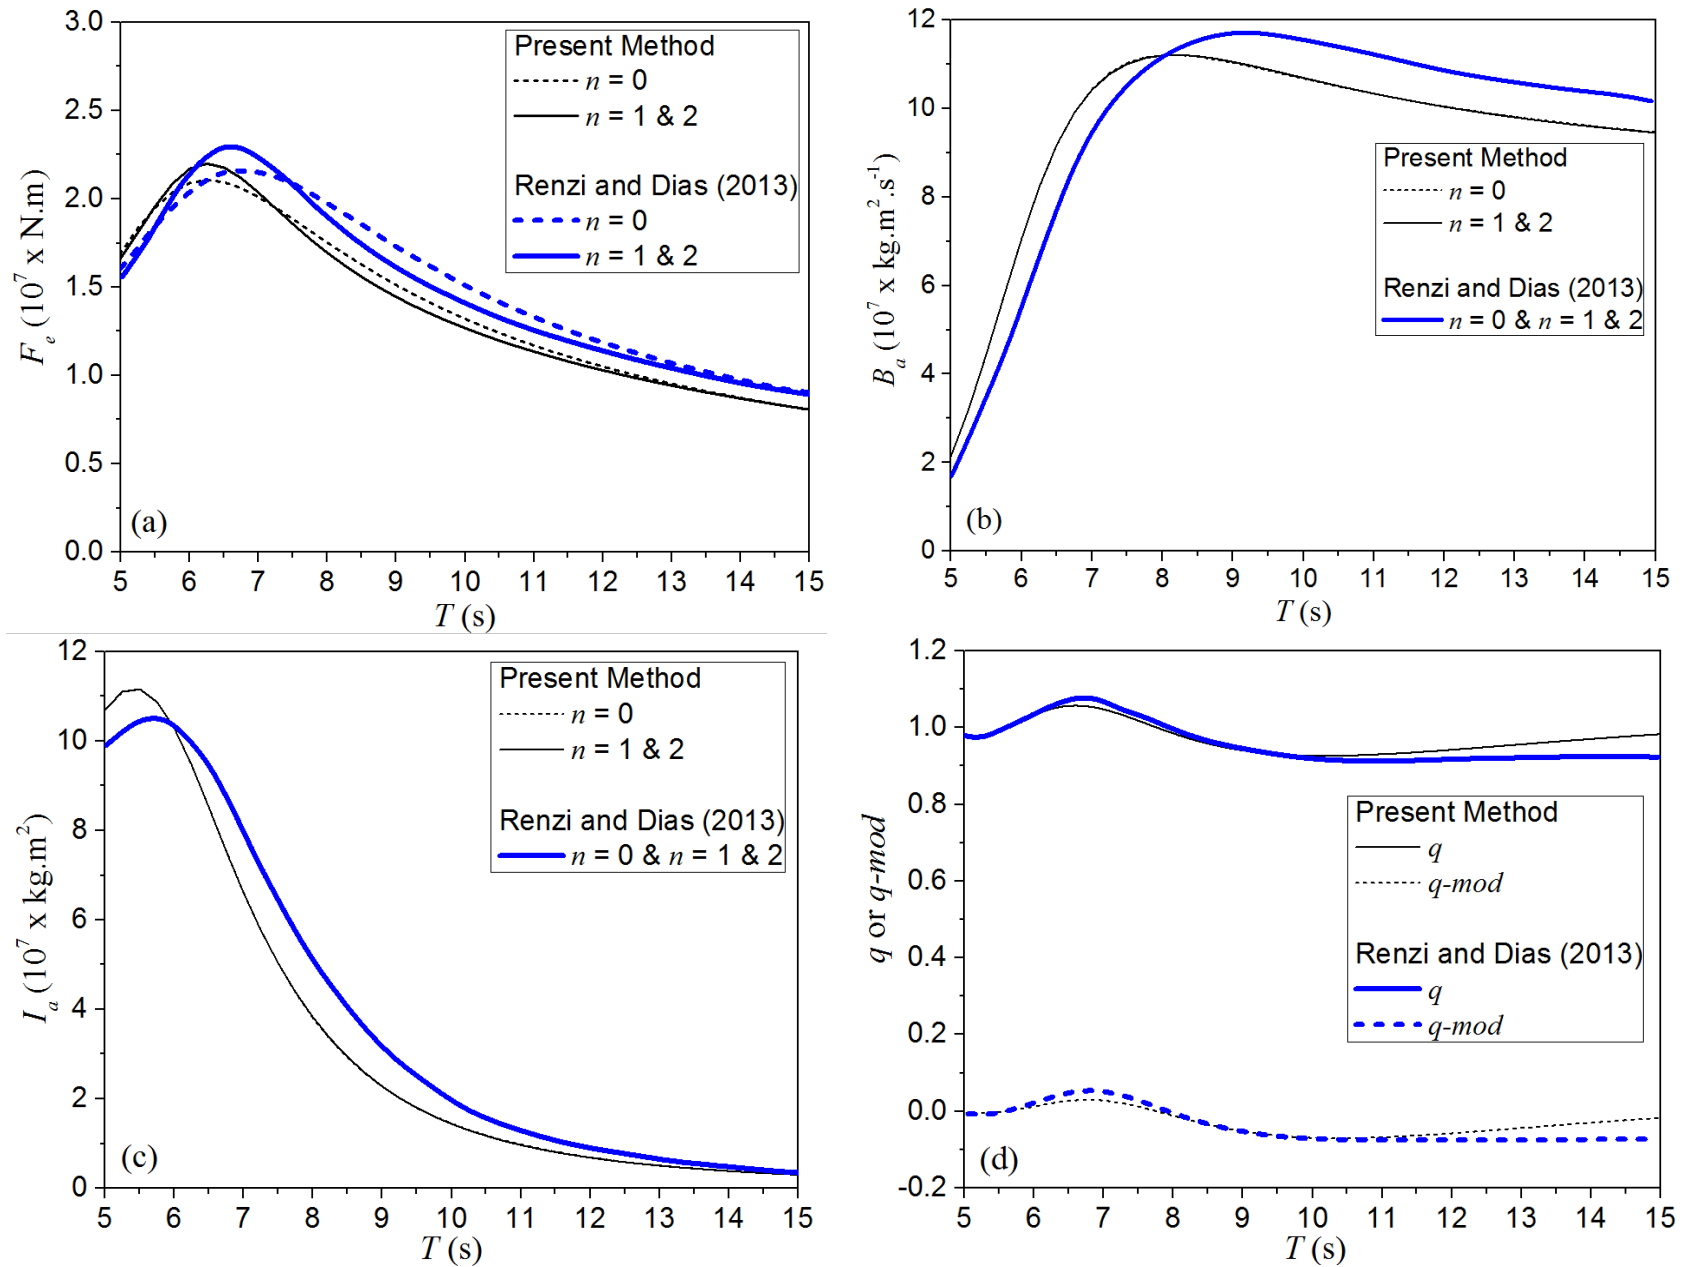 3.0
2.5
2.0
1.5
1.0
0.5
0.0
F_e (10^7 x N.m)
Present Method
n = 0
n = 1 & 2
Renzi and Dias (2013)
n = 0
n = 1 & 2
(a)
5 6 7 8 9 10 11 12 13 14 15
T (s)
12
10
8
6
4
2
0
B_a (10^7 x kg.m^2.s^-1)
Present Method
n = 0
n = 1 & 2
Renzi and Dias (2013)
n = 0 & n = 1 & 2
(b)
5 6 7 8 9 10 11 12 13 14 15
T (s)
12
10
8
6
4
2
0
I_a (10^7 x kg.m^2)
Present Method
n = 0
n = 1 & 2
Renzi and Dias (2013)
n = 0 & n = 1 & 2
(c)
5 6 7 8 9 10 11 12 13 14 15
T (s)
1.2
1.0
0.8
0.6
0.4
0.2
0.0
-0.2
q or q-mod
Present Method
q
q-mod
Renzi and Dias (2013)
q
q-mod
(d)
5 6 7 8 9 10 11 12 13 14 15
T (s)